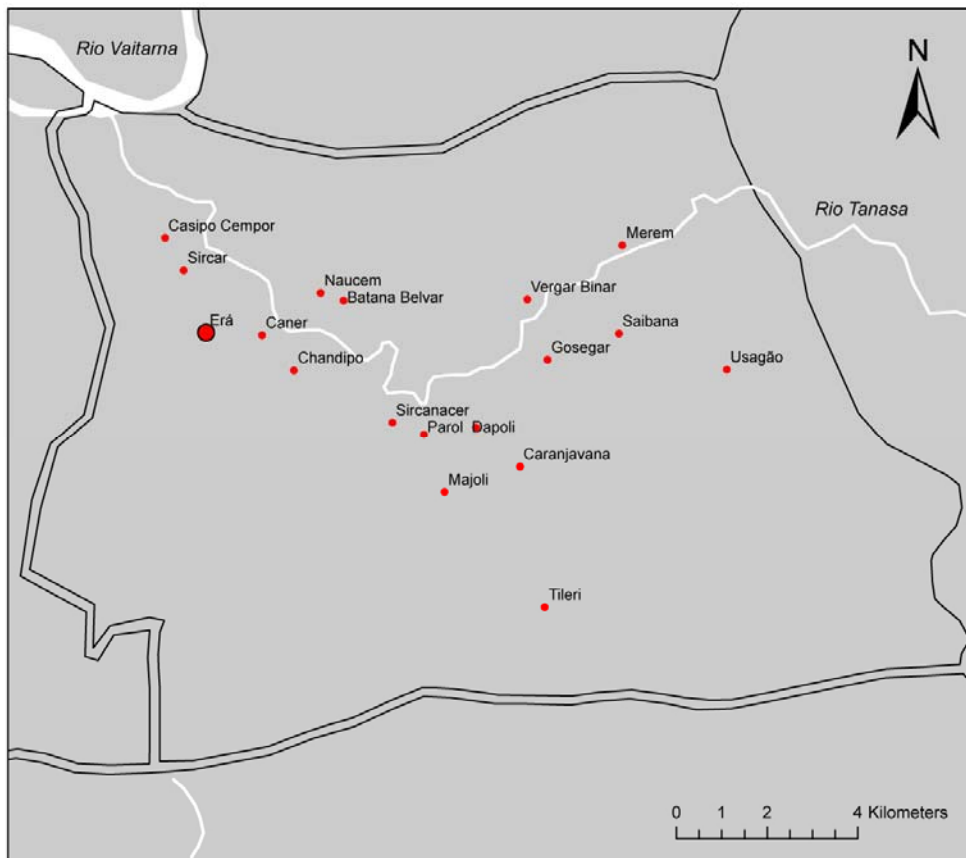 Rio Vaitarna
N
Rio Tanasa
Casipo Cempor
Merem
Sircar
Naucem
Vergar Binar
Batana Belvar
Erá
Caner
Saibana
Gosegar
Chandipo
Usagão
Sircanacer
Parol Dapoli
Caranjavana
Majoli
Tileri
0 1 2 4 Kilometers